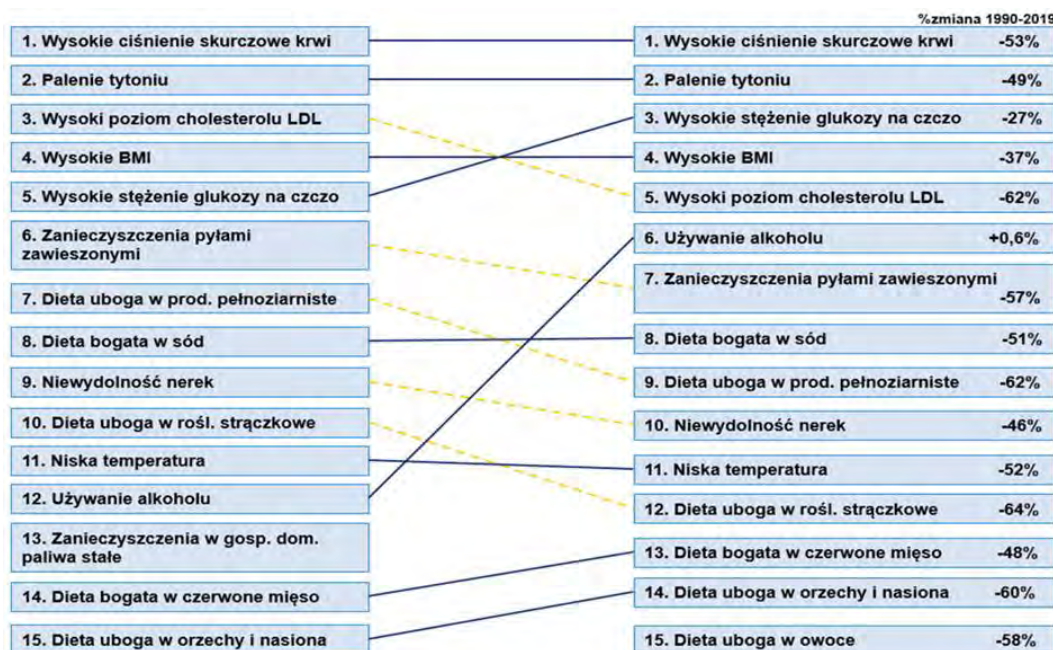 %zmiana 1990-2019
1. Wysokie ciśnienie skurczowe krwi
2. Palenie tytoniu
3. Wysoki poziom cholesterolu LDL
4. Wysokie BMI
5. Wysokie stężenie glukozy na czczo
6. Zanieczyszczenia pyłami
zawieszonymi
7. Dieta uboga w prod. pełnoziarniste
8. Dieta bogata w sód
9. Niewydolność nerek
10. Dieta uboga w rośl. strączkowe
11. Niska temperatura
12. Używanie alkoholu
13. Zanieczyszczenia w gosp. dom.
paliwa stałe
14. Dieta bogata w czerwone mięso
15. Dieta uboga w orzechy i nasiona
1. Wysokie ciśnienie skurczowe krwi -53%
2. Palenie tytoniu -49%
3. Wysokie stężenie glukozy na czczo -27%
4. Wysokie BMI -37%
5. Wysoki poziom cholesterolu LDL -62%
6. Używanie alkoholu +0,6%
7. Zanieczyszczenia pyłami zawieszonymi
-57%
8. Dieta bogata w sód -51%
9. Dieta uboga w prod. pełnoziarniste -62%
10. Niewydolność nerek -46%
11. Niska temperatura -52%
12. Dieta uboga w rośl. strączkowe -64%
13. Dieta bogata w czerwone mięso -48%
14. Dieta uboga w orzechy i nasiona -60%
15. Dieta uboga w owoce -58%